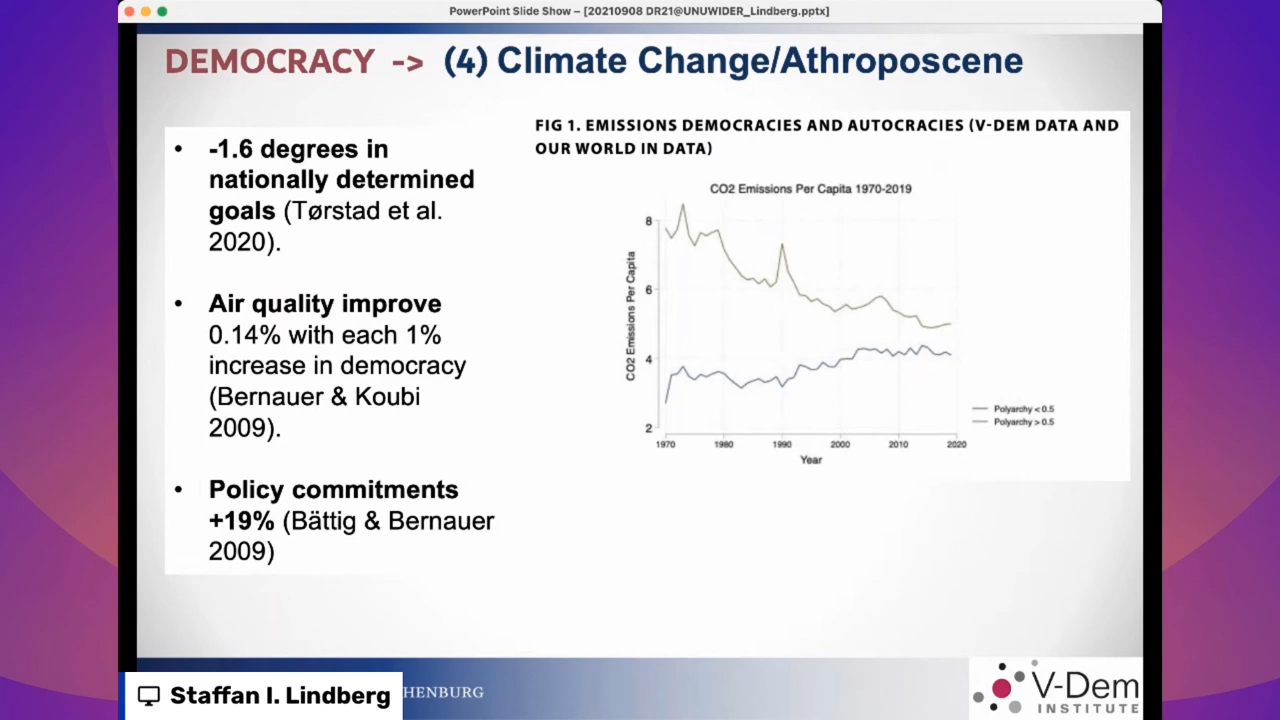 PowerPoint Slide Show – [20210908 DR21@UNUWIDER_Lindberg.pptx]
DEMOCRACY -> (4) Climate Change/Athroposcene
• -1.6 degrees in
nationally determined
goals (Tørstad et al.
2020).
• Air quality improve
0.14% with each 1%
increase in democracy
(Bernauer & Koubi
2009).
• Policy commitments
+19% (Bättig & Bernauer
2009)
FIG 1. EMISSIONS DEMOCRACIES AND AUTOCRACIES (V-DEM DATA AND
OUR WORLD IN DATA)
CO2 Emissions Per Capita 1970-2019
CO2 Emissions Per Capita
8
6
4
2
1970 1980 1990 2000 2010 2020
Year
Polyarchy < 0.5
Polyarchy > 0.5
Staffan I. Lindberg
HENBURG
V-Dem
INSTITUTE